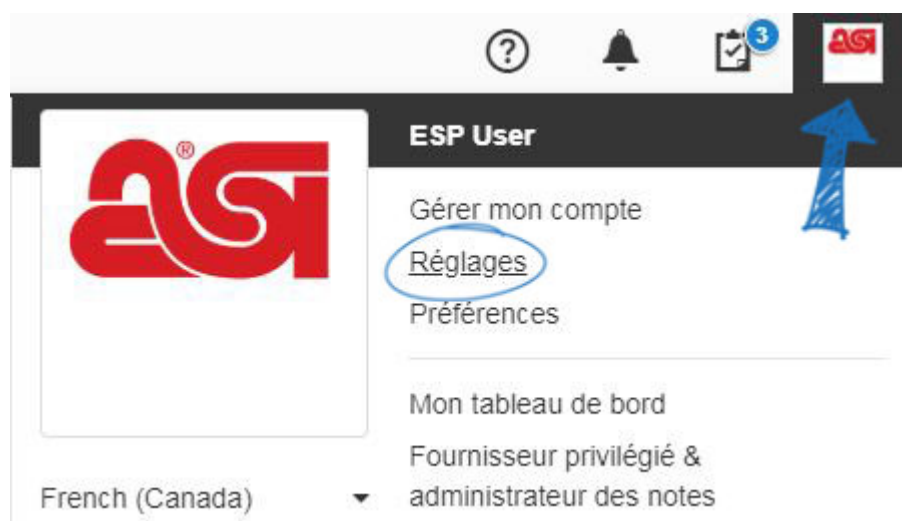 3
asi
asi®
ESP User
Gérer mon compte
Réglages
Préférences
Mon tableau de bord
Fournisseur privilégié &
administrateur des notes
French (Canada)